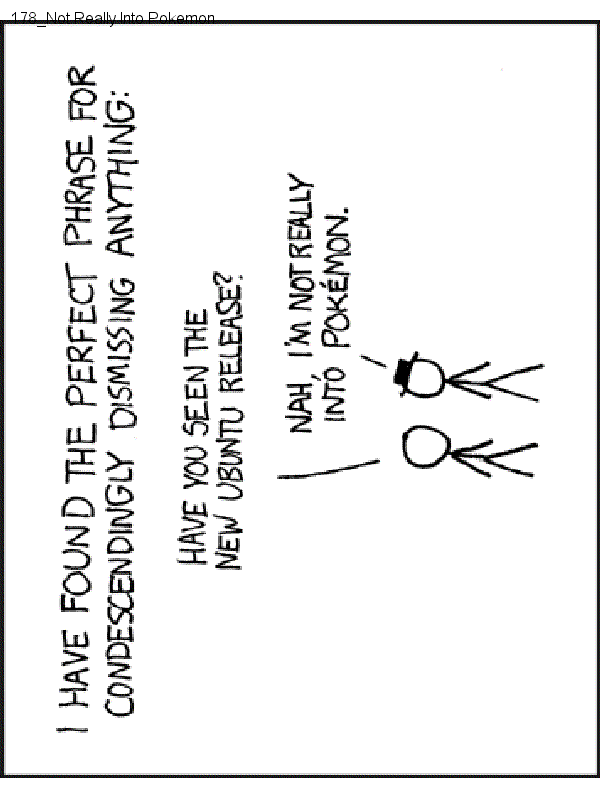 178_Not Really Into Pokemon
I HAVE FOUND THE PERFECT PHRASE FOR
CONDESCENDINGLY DISMISSING ANYTHING:
HAVE YOU SEEN THE
NEW UBUNTU RELEASE?
NAH, I'M NOT REALLY
INTO POKÉMON.